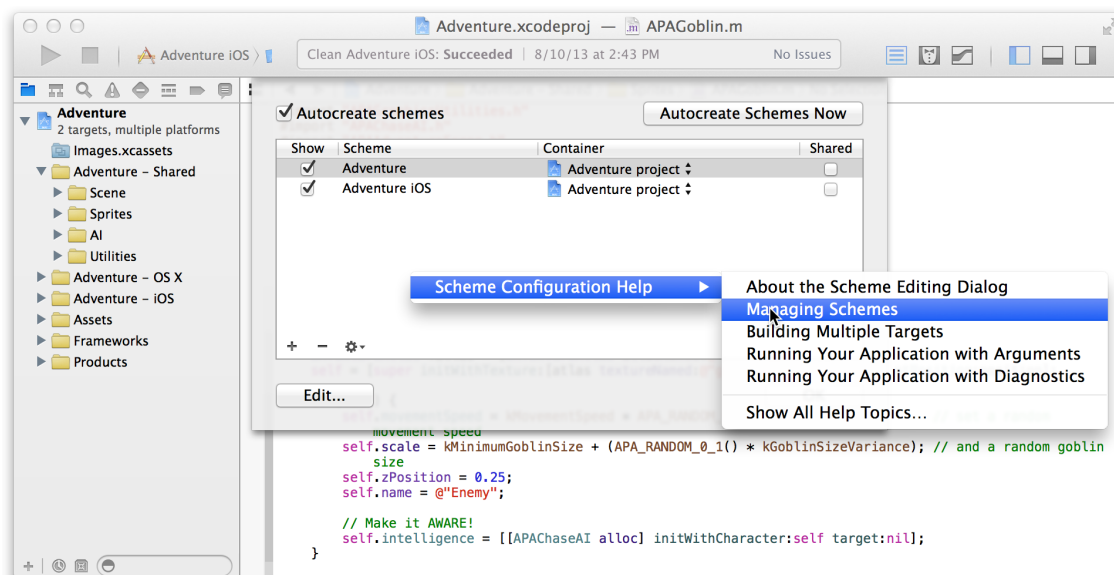 Adventure.xcodeproj — APAGoblin.m
Adventure iOS
Clean Adventure iOS: Succeeded | 8/10/13 at 2:43 PM
No Issues
Adventure
2 targets, multiple platforms
Images.xcassets
Adventure – Shared
Scene
Sprites
AI
Utilities
Adventure – OS X
Adventure – iOS
Assets
Frameworks
Products
Autocreate schemes
Autocreate Schemes Now
Show Scheme Container Shared
Adventure Adventure project
Adventure iOS Adventure project
Scheme Configuration Help
About the Scheme Editing Dialog
Managing Schemes
Building Multiple Targets
Running Your Application with Arguments
Running Your Application with Diagnostics
Show All Help Topics…
Edit...
movement speed
self.scale = kMinimumGoblinSize + (APA_RANDOM_0_1() * kGoblinSizeVariance); // and a random goblin
size
self.zPosition = 0.25;
self.name = @"Enemy";
// Make it AWARE!
self.intelligence = [[APAChaseAI alloc] initWithCharacter:self target:nil];
}